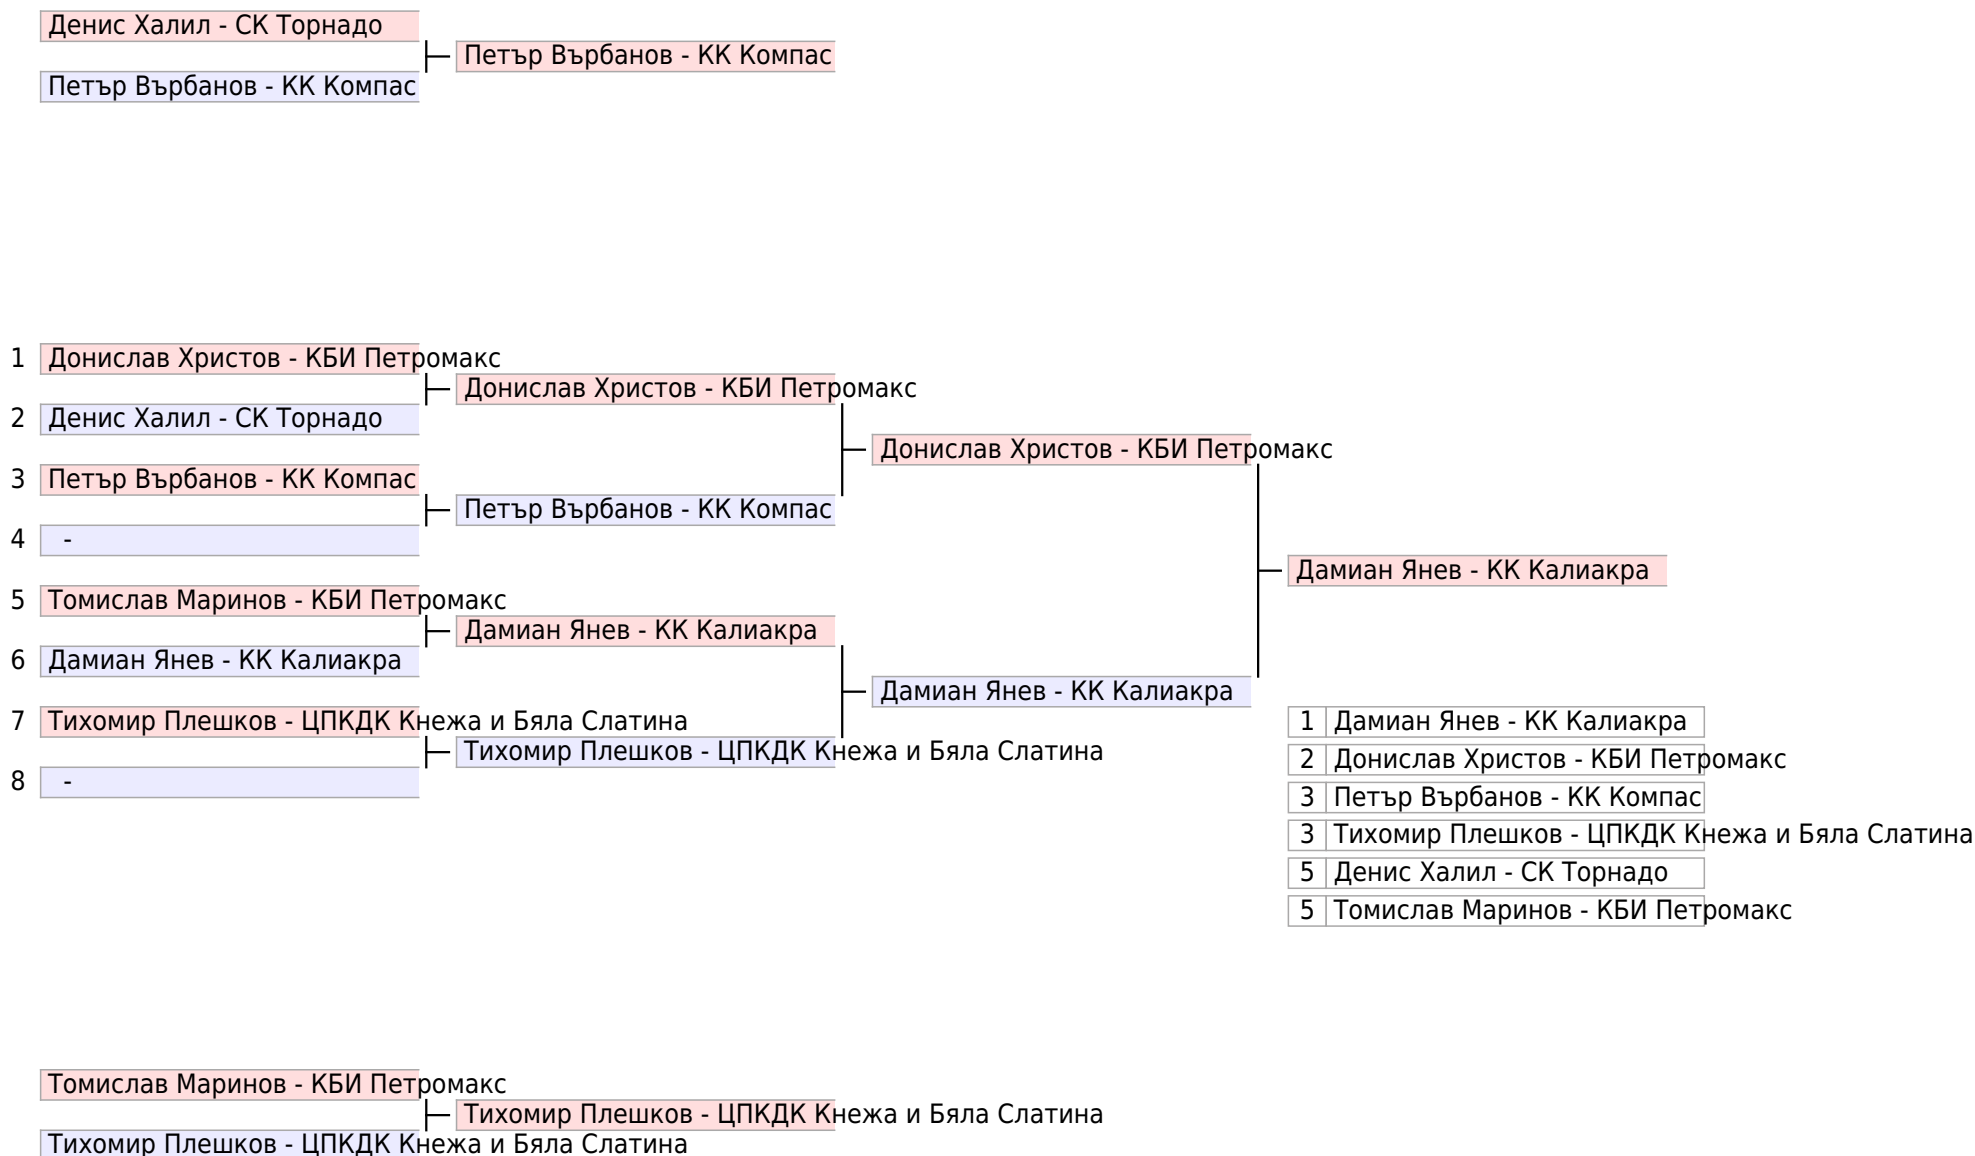 Денис Халил - СК Торнадо
Петър Върбанов - КК Компас
Петър Върбанов - КК Компас
1 Донислав Христов - КБИ Петромакс
Донислав Христов - КБИ Петромакс
2 Денис Халил - СК Торнадо
Донислав Христов - КБИ Петромакс
3 Петър Върбанов - КК Компас
Петър Върбанов - КК Компас
4 -
Дамиан Янев - КК Калиакра
5 Томислав Маринов - КБИ Петромакс
Дамиан Янев - КК Калиакра
6 Дамиан Янев - КК Калиакра
Дамиан Янев - КК Калиакра
7 Тихомир Плешков - ЦПКДК Кнежа и Бяла Слатина
Тихомир Плешков - ЦПКДК Кнежа и Бяла Слатина
8 -
1 Дамиан Янев - КК Калиакра
2 Донислав Христов - КБИ Петромакс
3 Петър Върбанов - КК Компас
3 Тихомир Плешков - ЦПКДК Кнежа и Бяла Слатина
5 Денис Халил - СК Торнадо
5 Томислав Маринов - КБИ Петромакс
Томислав Маринов - КБИ Петромакс
Тихомир Плешков - ЦПКДК Кнежа и Бяла Слатина
Тихомир Плешков - ЦПКДК Кнежа и Бяла Слатина